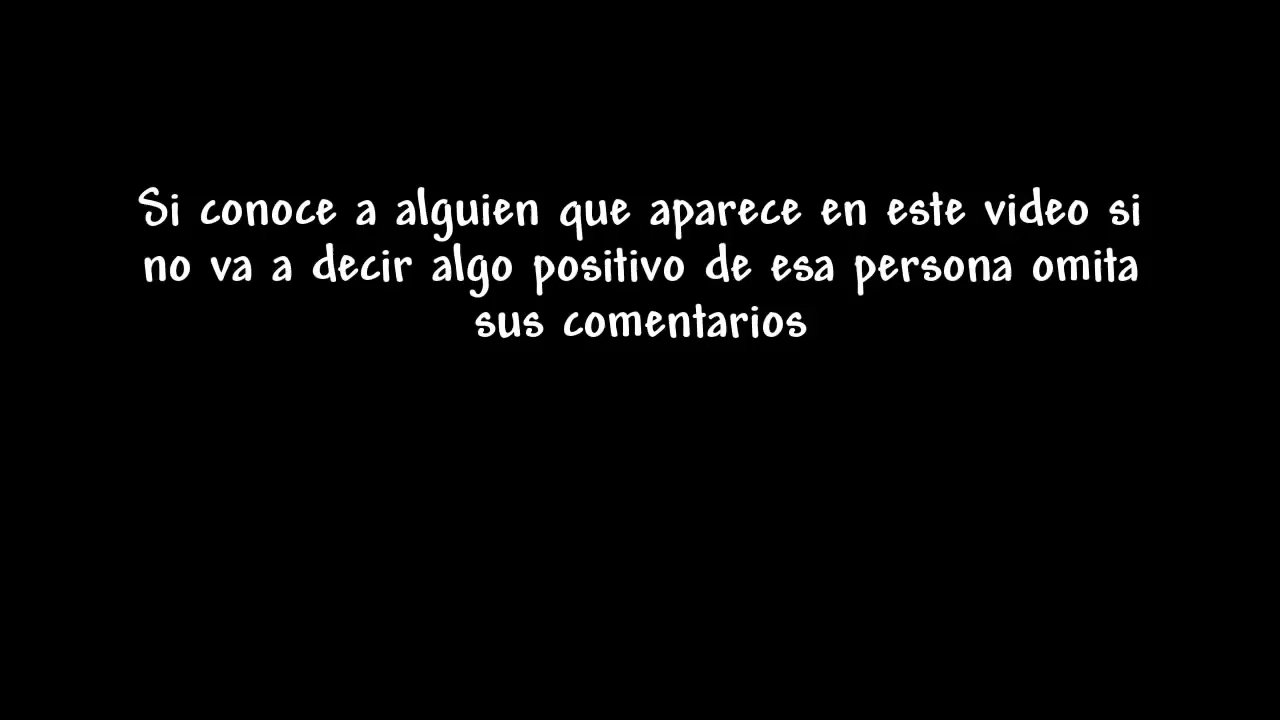 Si conoce a alguien que aparece en este video si
no va a decir algo positivo de esa persona omita
sus comentarios